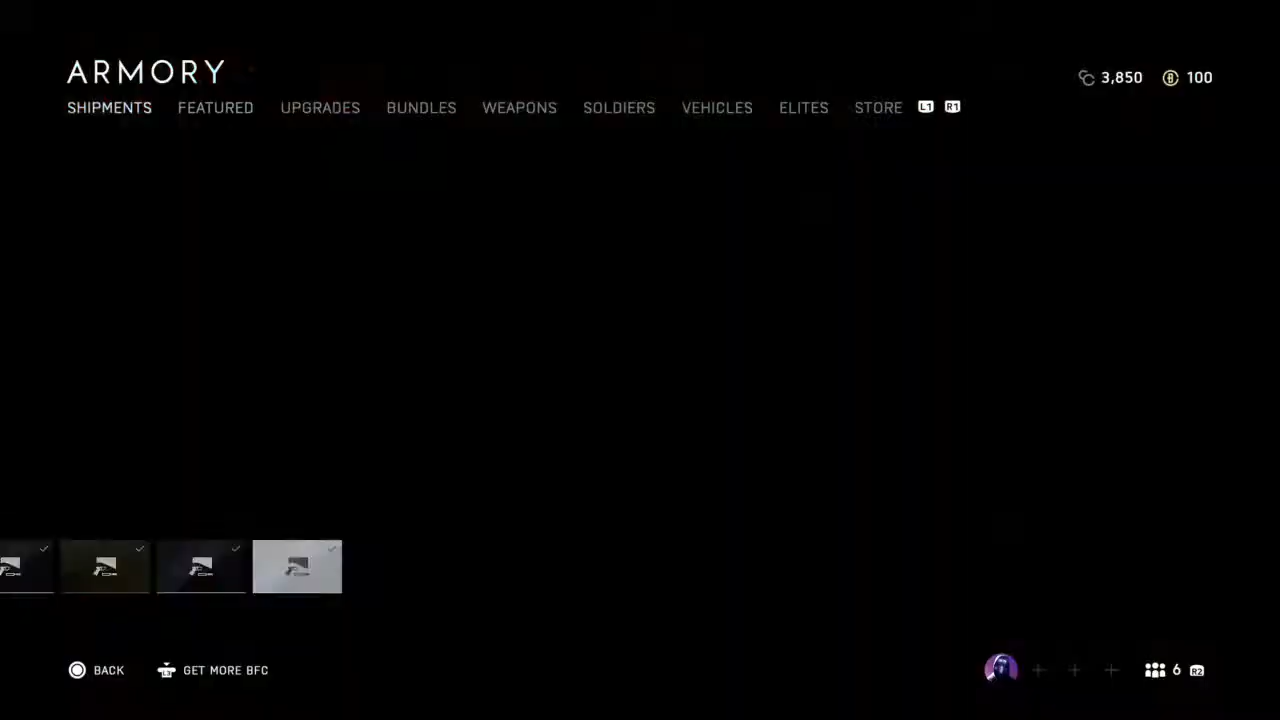 ARMORY
3,850 100
SHIPMENTS FEATURED UPGRADES BUNDLES WEAPONS SOLDIERS VEHICLES ELITES STORE L1 R1
BACK L3 GET MORE BFC
6 R2